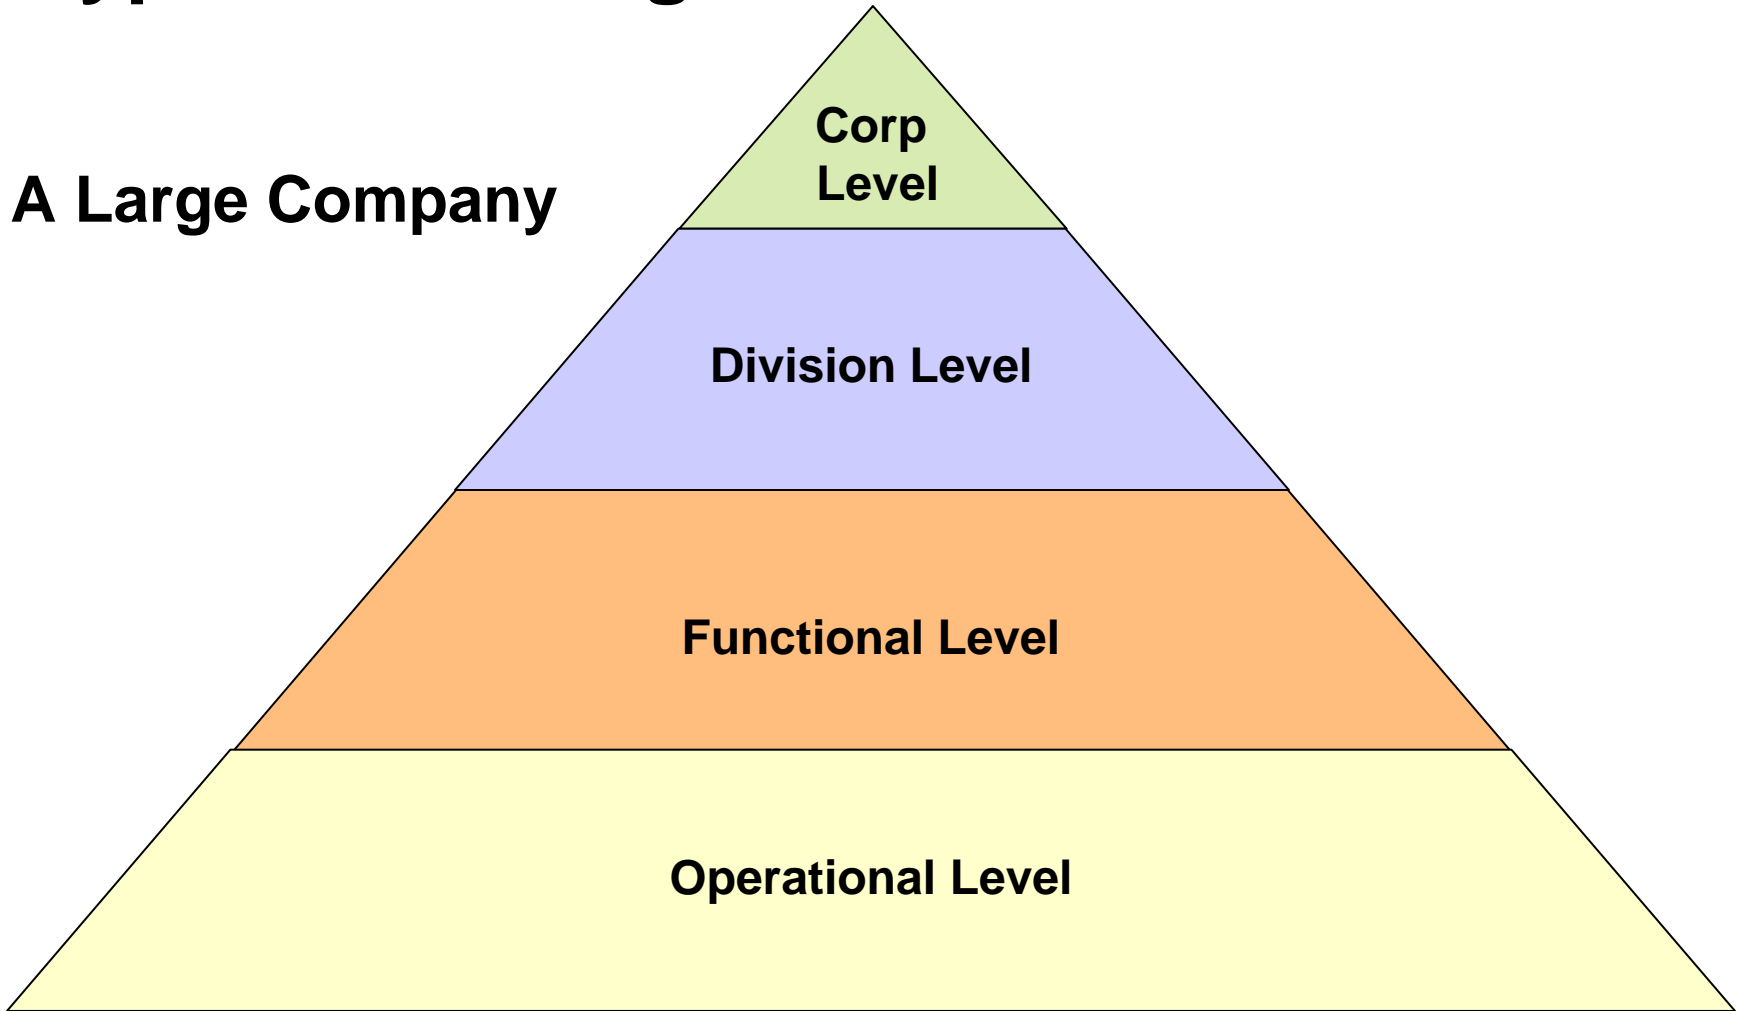 Corp
Level
A Large Company
Division Level
Functional Level
Operational Level